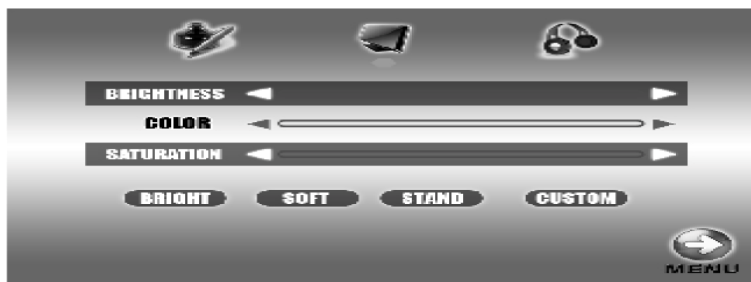 BRIGHTNESS
COLOR
SATURATION
BRIGHT SOFT STAND CUSTOM
MENU